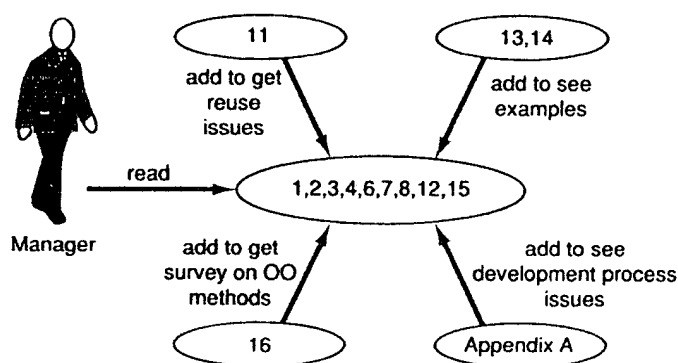 11
13,14
add to get
reuse
issues
add to see
examples
read
1,2,3,4,6,7,8,12,15
Manager
add to get
survey on OO
methods
add to see
development process
issues
16
Appendix A